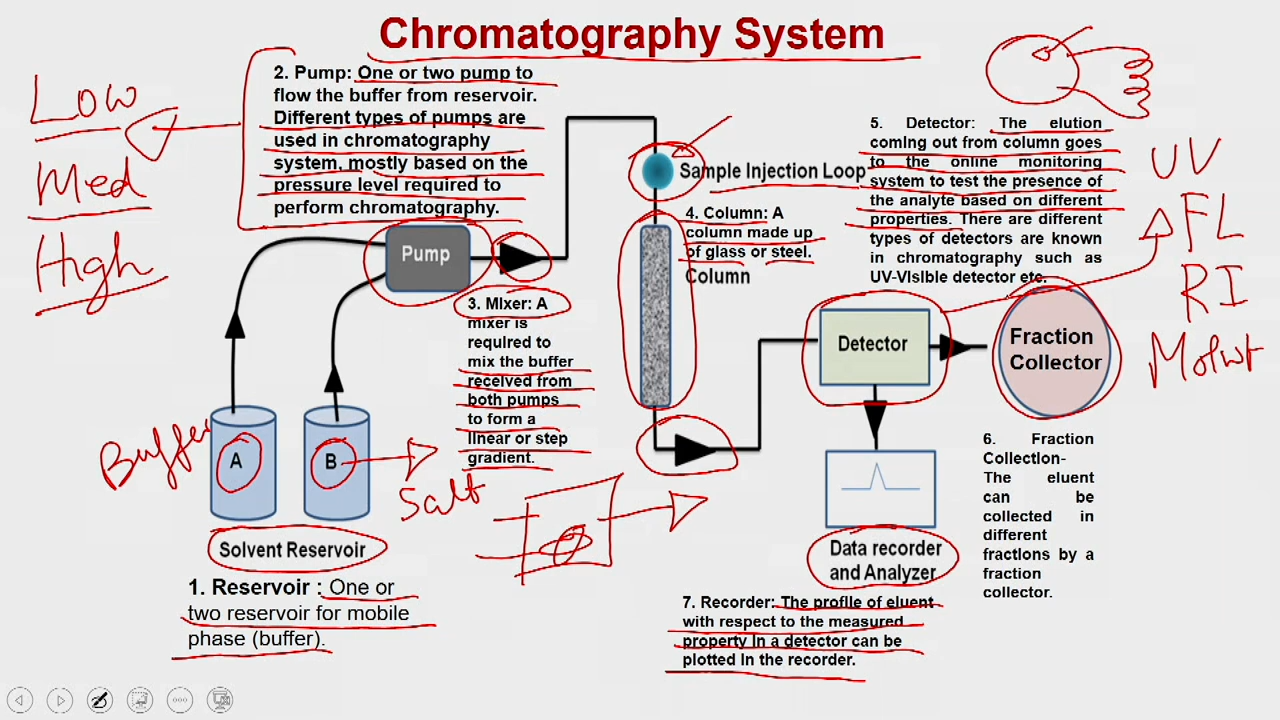 Chromatography System
2. Pump: One or two pump to
flow the buffer from reservoir.
Different types of pumps are
used in chromatography
system, mostly based on the
pressure level required to
perform chromatography.
Low
Med
High
Pump
3. Mixer: A
mixer is
required to
mix the buffer
received from
both pumps
to form a
linear or step
gradient.
Sample Injection Loop
4. Column: A
column made up
of glass or steel.
Column
5. Detector: The elution
coming out from column goes
to the online monitoring
system to test the presence of
the analyte based on different
properties. There are different
types of detectors are known
in chromatography such as
UV-Visible detector etc.
UV
FL
RI
Molwt
Detector
Fraction
Collector
Buffer
A
B
Salt
Solvent Reservoir
1. Reservoir : One or
two reservoir for mobile
phase (buffer).
Data recorder
and Analyzer
6. Fraction
Collection-
The eluent
can be
collected in
different
fractions by a
fraction
collector.
7. Recorder: The profile of eluent
with respect to the measured
property in a detector can be
plotted in the recorder.